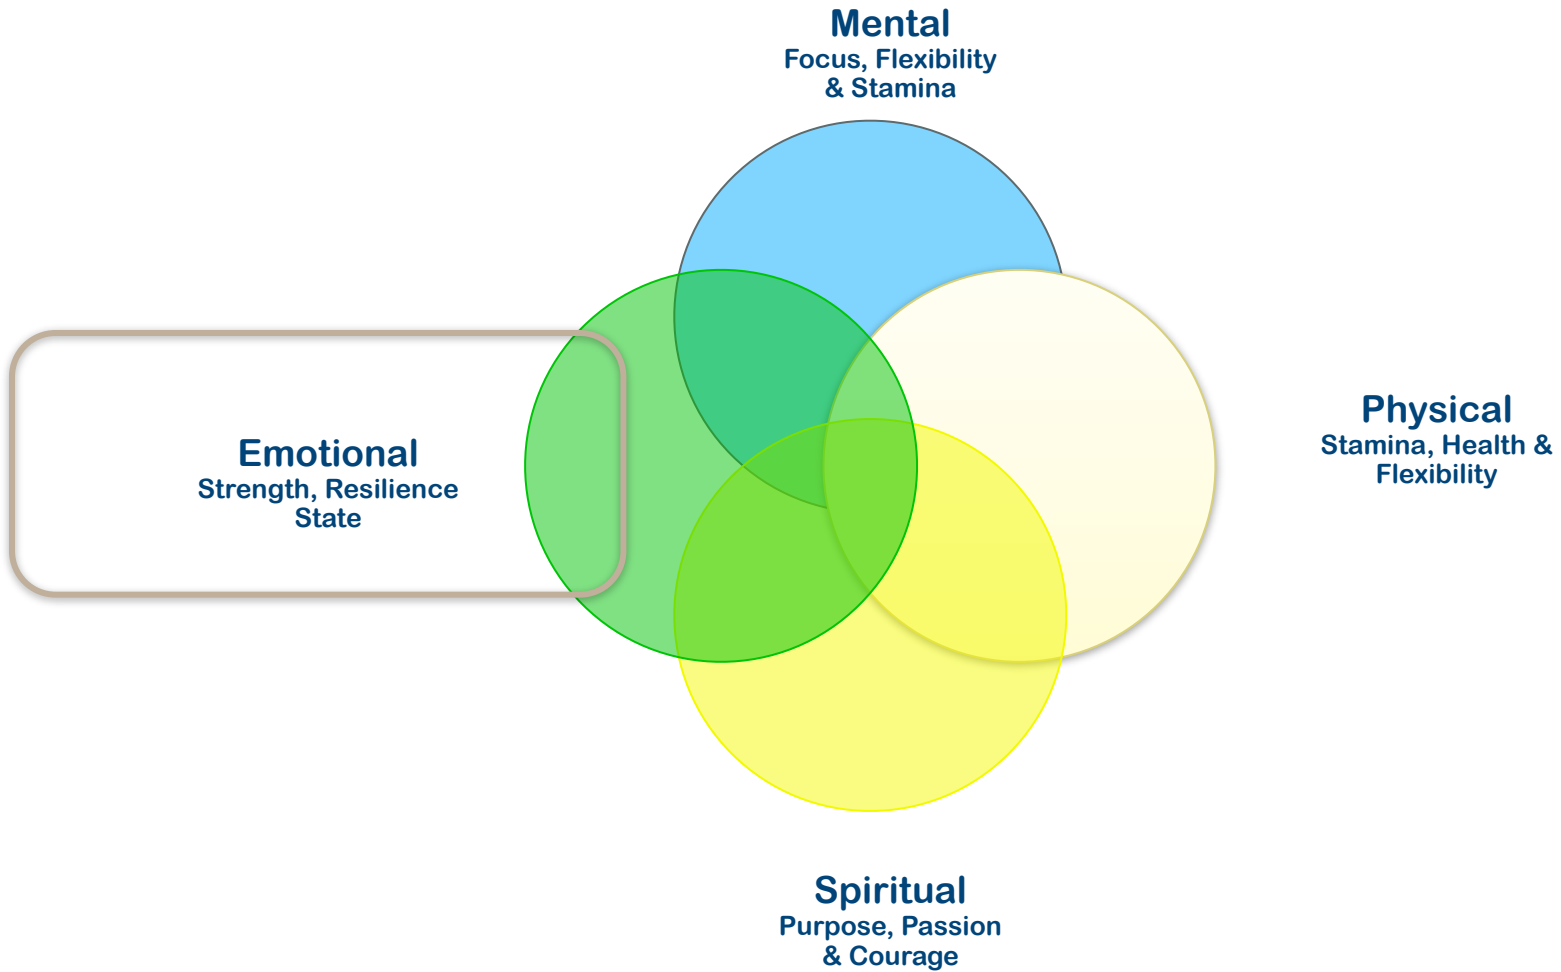 Mental
Focus, Flexibility
& Stamina
Emotional
Strength, Resilience
State
Physical
Stamina, Health &
Flexibility
Spiritual
Purpose, Passion
& Courage